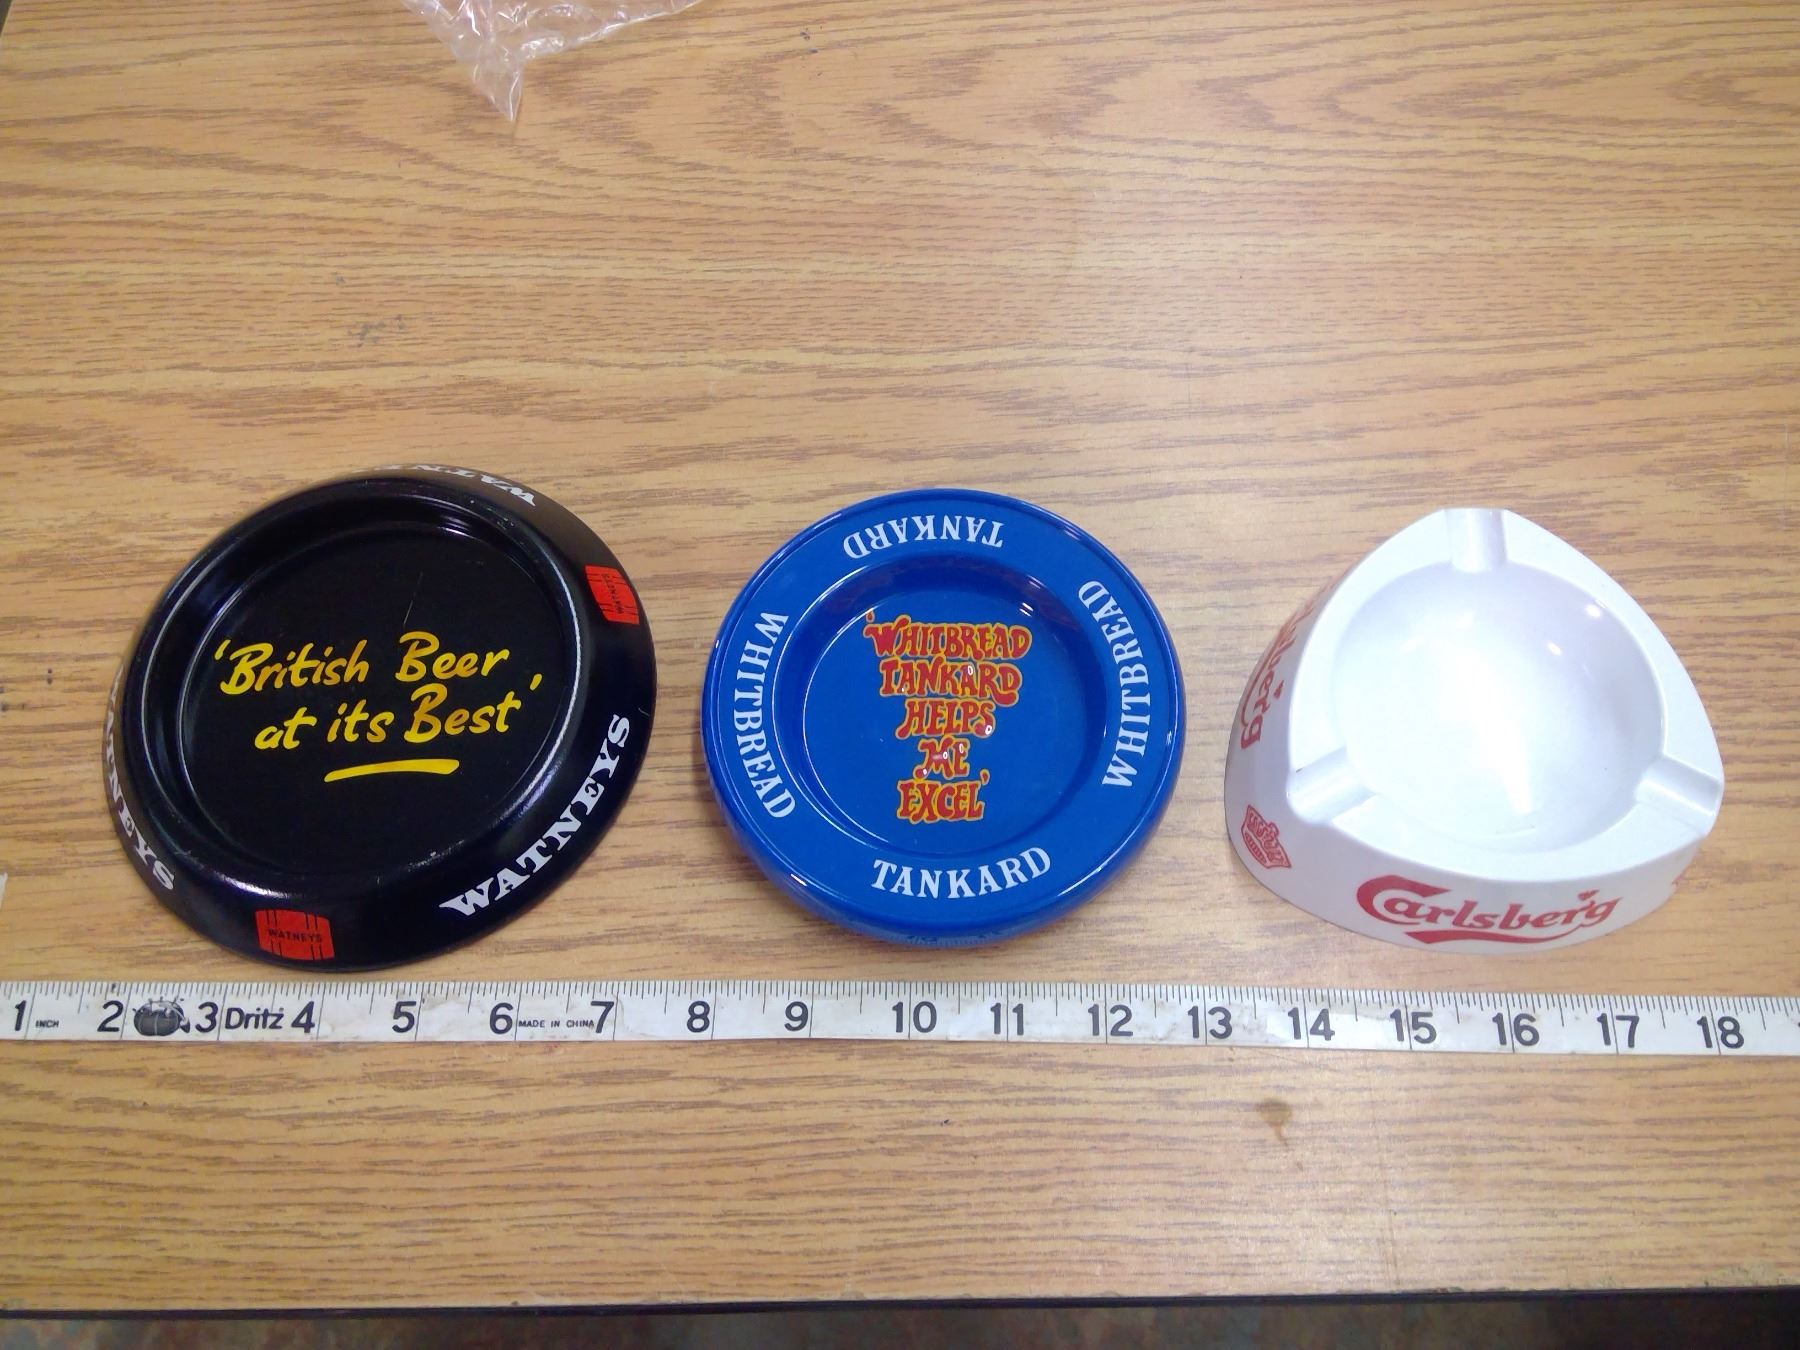 WATNEYS
'British Beer
at its Best'
WATNEYS
WATNEYS
WATNEYS
WATNEYS
TANKARD
WHITBREAD
WHITBREAD
'WHITBREAD
TANKARD
HELPS
ME
EXCEL'
TANKARD
Carlsberg
1 INCH 2 3 Dritz 4 5 6 MADE IN CHINA 7 8 9 10 11 12 13 14 15 16 17 18